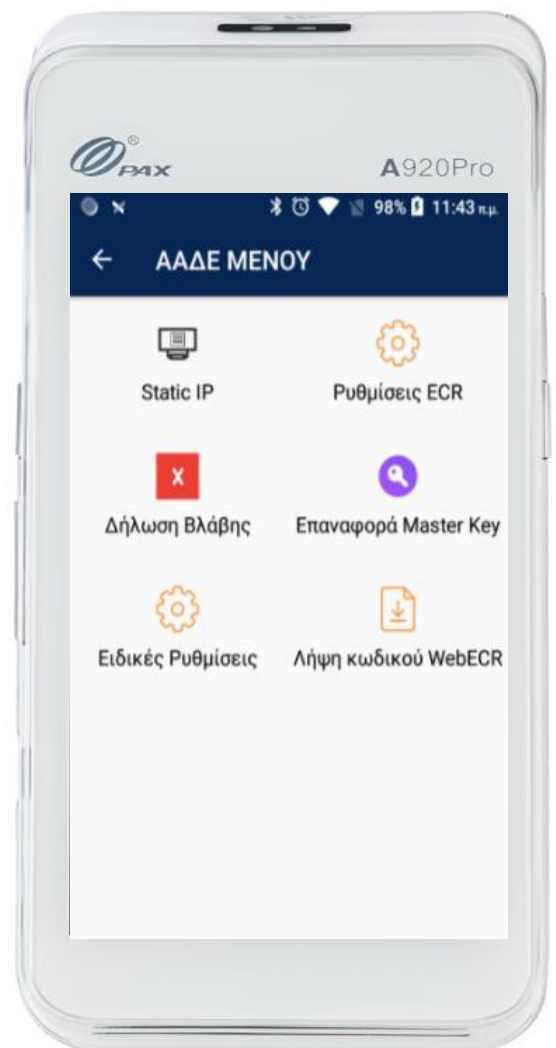 PAX®
A920Pro
98% 11:43 π.μ.
ΑΑΔΕ ΜΕΝΟΥ
Static IP
Ρυθμίσεις ECR
X
Δήλωση Βλάβης
Επαναφορά Master Key
Ειδικές Ρυθμίσεις
Λήψη κωδικού WebECR